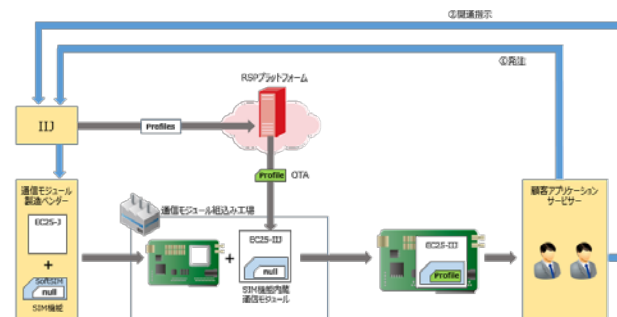 ②開通指示
①発注
RSPプラットフォーム
IIJ
Profiles
Profile
OTA
通信モジュール
製造ベンダー
EC25-J
+
SoftSIM
null
SIM機能
通信モジュール組込み工場
+
EC25-IIJ
null
SIM機能内蔵
通信モジュール
EC25-IIJ
Profile
顧客アプリケーション
サービサー